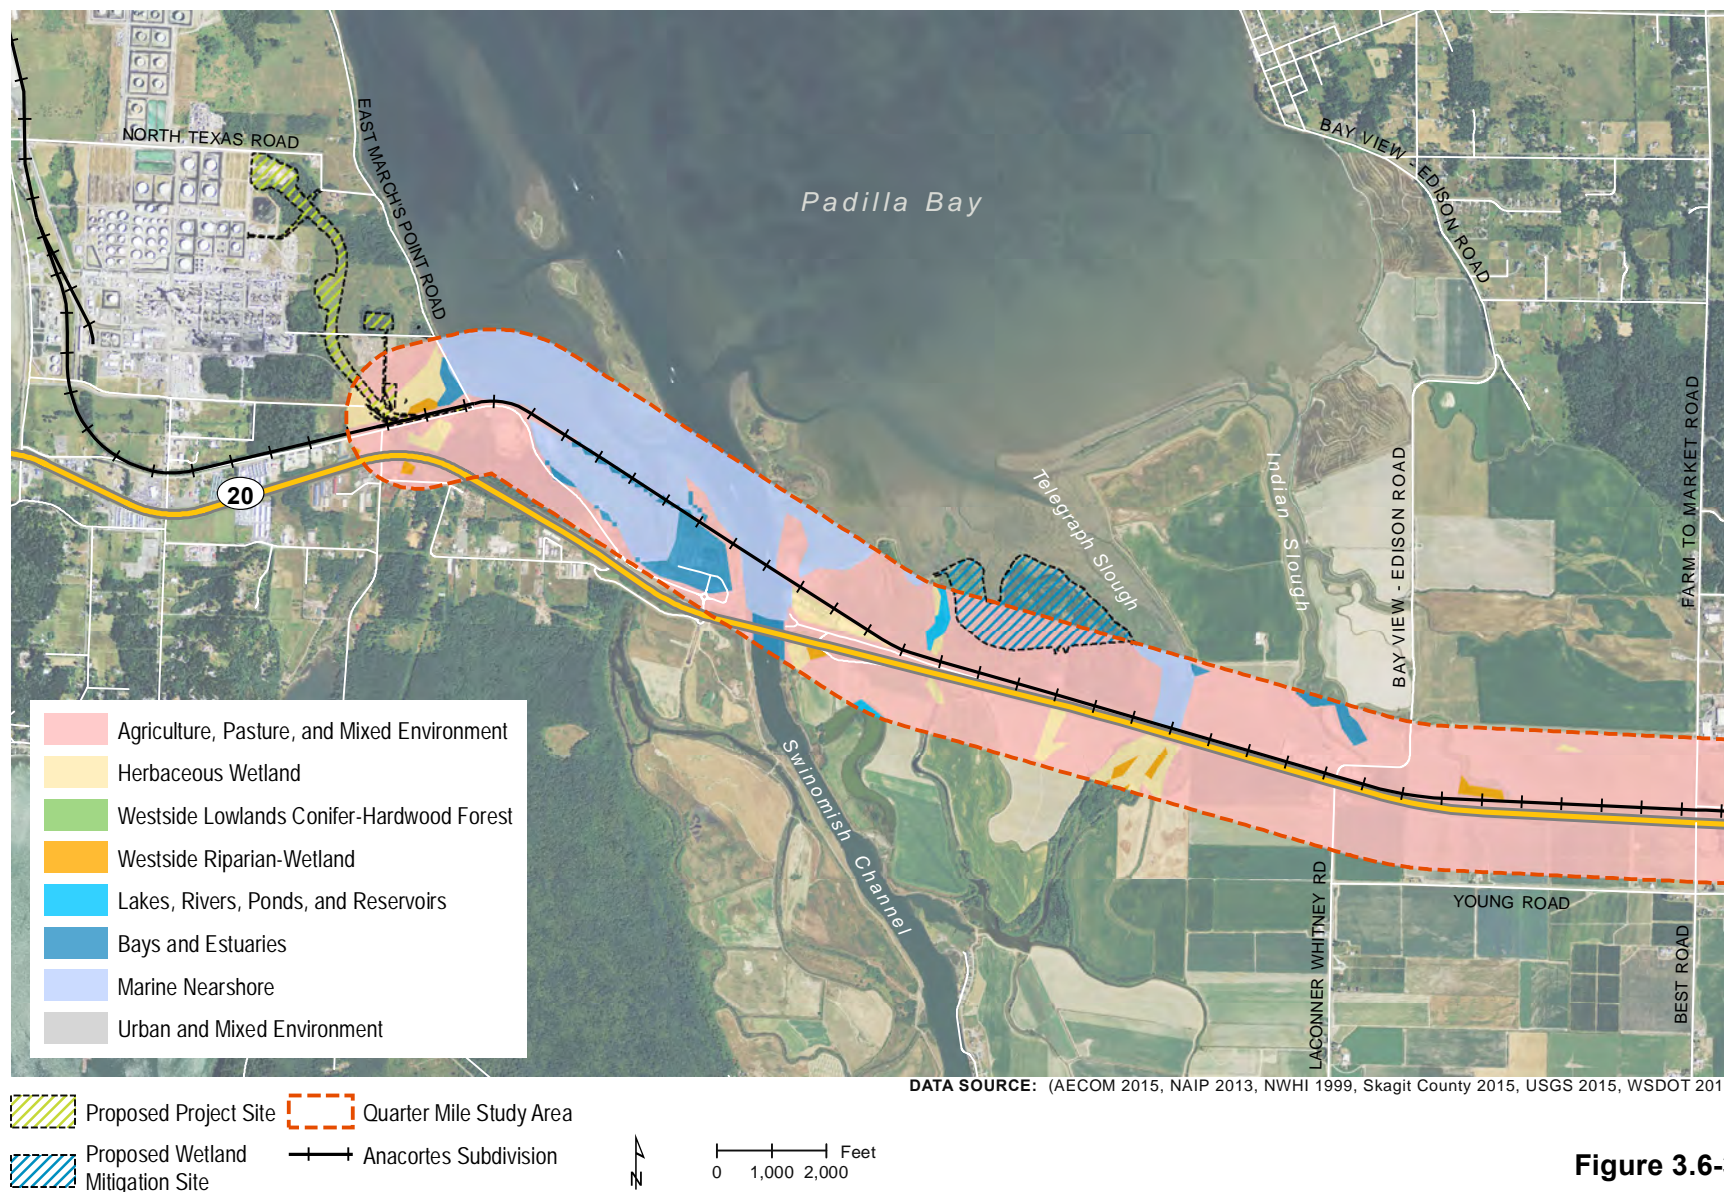 NORTH TEXAS ROAD
EAST MARCH'S POINT ROAD
Padilla Bay
BAY VIEW - EDISON ROAD
20
Telegraph Slough
Indian Slough
BAY VIEW - EDISON ROAD
FARM TO MARKET ROAD
Swinomish Channel
LACONNER WHITNEY RD
YOUNG ROAD
BEST ROAD
Agriculture, Pasture, and Mixed Environment
Herbaceous Wetland
Westside Lowlands Conifer-Hardwood Forest
Westside Riparian-Wetland
Lakes, Rivers, Ponds, and Reservoirs
Bays and Estuaries
Marine Nearshore
Urban and Mixed Environment
DATA SOURCE: (AECOM 2015, NAIP 2013, NWHI 1999, Skagit County 2015, USGS 2015, WSDOT 201
Proposed Project Site
Quarter Mile Study Area
Proposed Wetland
Mitigation Site
Anacortes Subdivision
N
Feet
0 1,000 2,000
Figure 3.6-